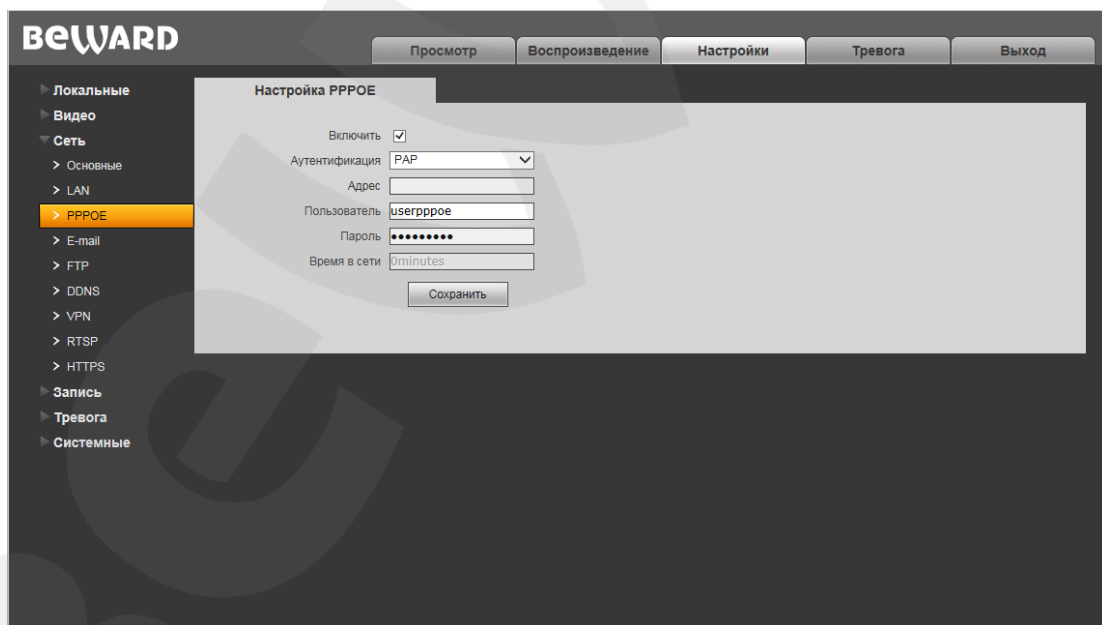 BEWARD
Просмотр Воспроизведение Настройки Тревога Выход
Локальные
Видео
Сеть
> Основные
> LAN
> PPPOE
> E-mail
> FTP
> DDNS
> VPN
> RTSP
> HTTPS
Запись
Тревога
Системные
Настройка PPPOE
Включить
Аутентификация PAP
Адрес
Пользователь userpppoe
Пароль •••••••••
Время в сети 0minutes
Сохранить